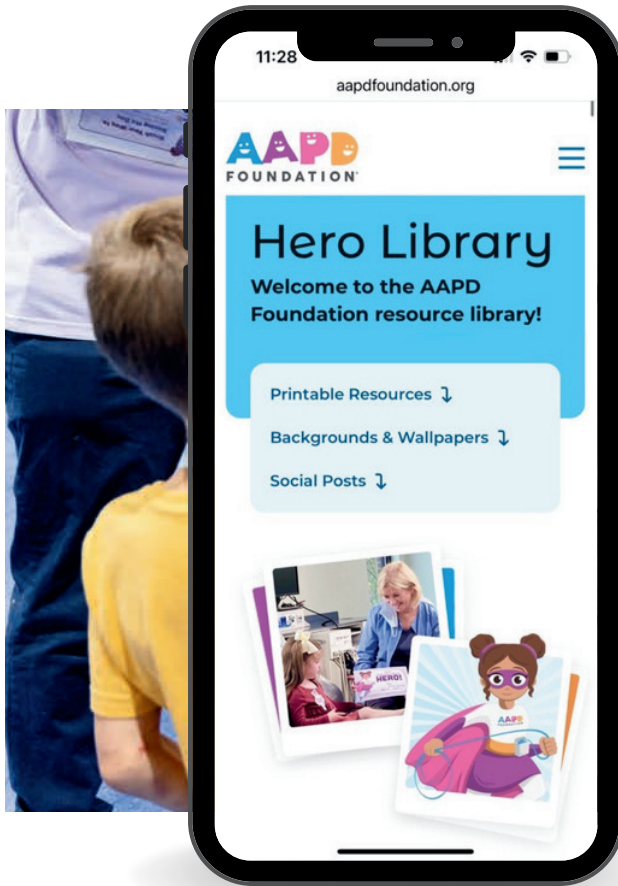 11:28
aapdfoundation.org
AAPD
FOUNDATION
Hero Library
Welcome to the AAPD
Foundation resource library!
Printable Resources ⤵
Backgrounds & Wallpapers ⤵
Social Posts ⤵
HERO!
AAPD
FOUNDATION